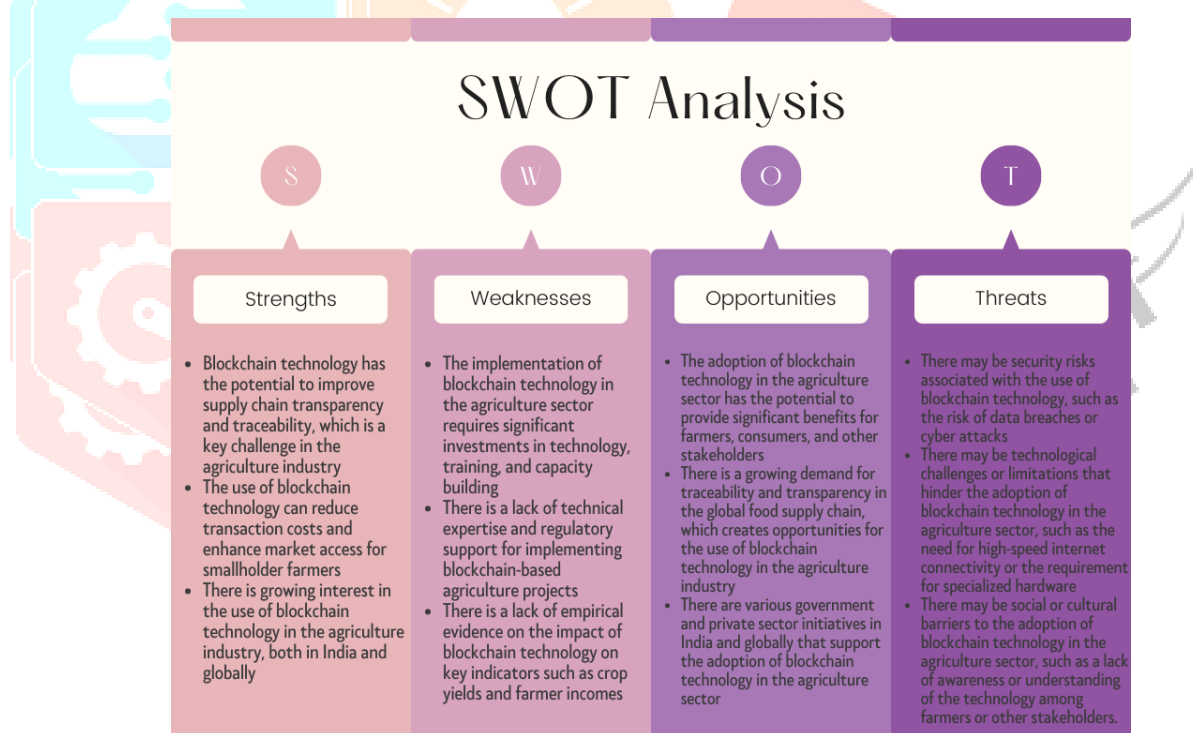 SWOT Analysis
S
W
O
T
Strengths
Weaknesses
Opportunities
Threats
• Blockchain technology has
the potential to improve
supply chain transparency
and traceability, which is a
key challenge in the
agriculture industry
• The use of blockchain
technology can reduce
transaction costs and
enhance market access for
smallholder farmers
• There is growing interest in
the use of blockchain
technology in the agriculture
industry, both in India and
globally
• The implementation of
blockchain technology in
the agriculture sector
requires significant
investments in technology,
training, and capacity
building
• There is a lack of technical
expertise and regulatory
support for implementing
blockchain-based
agriculture projects
• There is a lack of empirical
evidence on the impact of
blockchain technology on
key indicators such as crop
yields and farmer incomes
• The adoption of blockchain
technology in the agriculture
sector has the potential to
provide significant benefits for
farmers, consumers, and other
stakeholders
• There is a growing demand for
traceability and transparency in
the global food supply chain,
which creates opportunities for
the use of blockchain
technology in the agriculture
industry
• There are various government
and private sector initiatives in
India and globally that support
the adoption of blockchain
technology in the agriculture
sector
• There may be security risks
associated with the use of
blockchain technology, such as
the risk of data breaches or
cyber attacks
• There may be technological
challenges or limitations that
hinder the adoption of
blockchain technology in the
agriculture sector, such as the
need for high-speed internet
connectivity or the requirement
for specialized hardware
• There may be social or cultural
barriers to the adoption of
blockchain technology in the
agriculture sector, such as a lack
of awareness or understanding
of the technology among
farmers or other stakeholders.